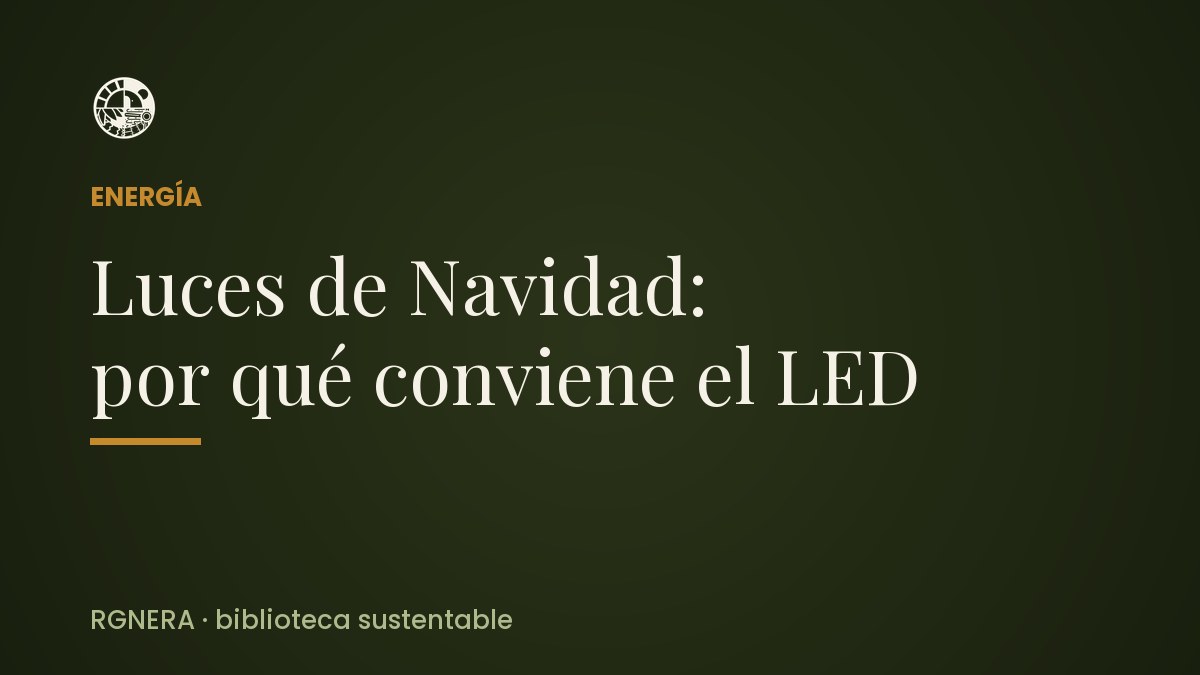 ENERGÍA
Luces de Navidad:
por qué conviene el LED
RGNERA · biblioteca sustentable